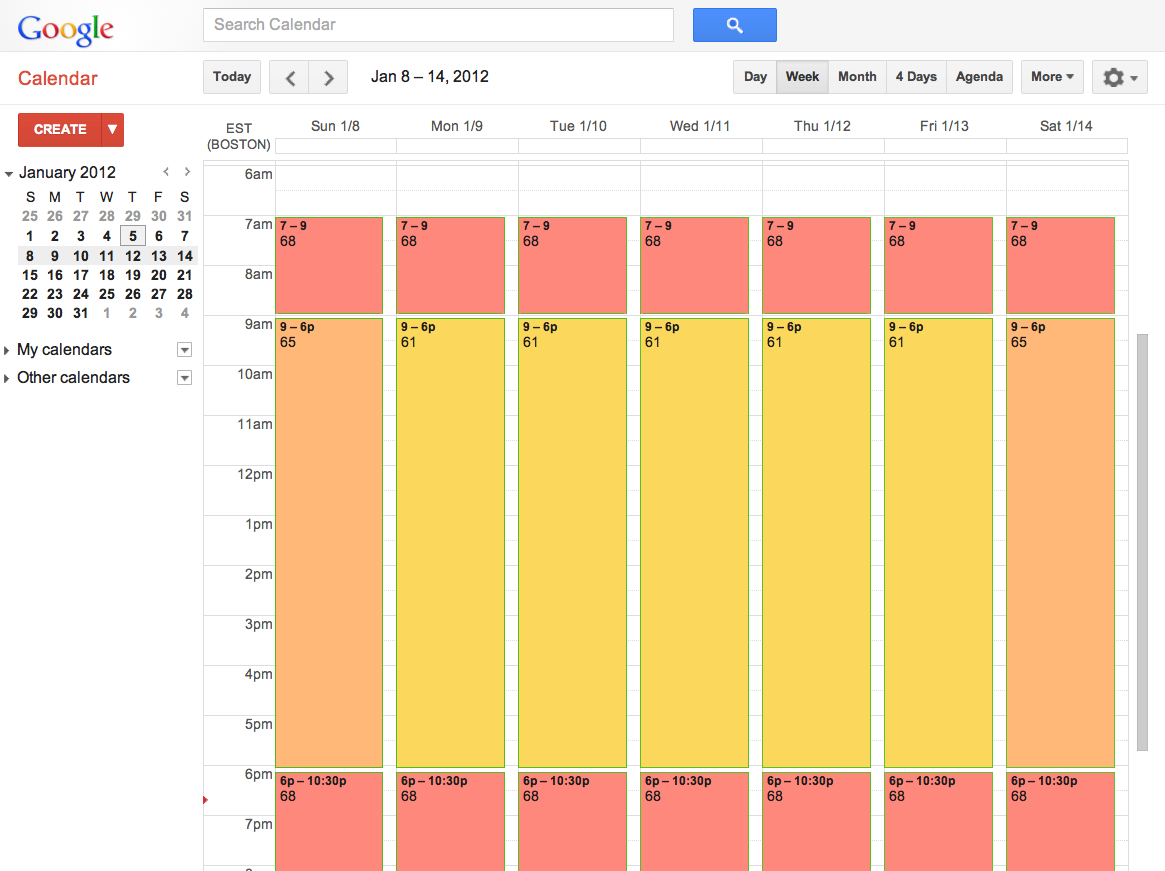 Google
Search Calendar
Calendar
Today
Jan 8 – 14, 2012
Day Week Month 4 Days Agenda More
CREATE
January 2012
S M T W T F S
25 26 27 28 29 30 31
1 2 3 4 5 6 7
8 9 10 11 12 13 14
15 16 17 18 19 20 21
22 23 24 25 26 27 28
29 30 31 1 2 3 4
My calendars
Other calendars
EST
(BOSTON)
Sun 1/8 Mon 1/9 Tue 1/10 Wed 1/11 Thu 1/12 Fri 1/13 Sat 1/14
6am
7am
7 – 9 7 – 9 7 – 9 7 – 9 7 – 9 7 – 9 7 – 9
68 68 68 68 68 68 68
8am
9am
9 – 6p 9 – 6p 9 – 6p 9 – 6p 9 – 6p 9 – 6p 9 – 6p
65 61 61 61 61 61 65
10am
11am
12pm
1pm
2pm
3pm
4pm
5pm
6pm
6p – 10:30p 6p – 10:30p 6p – 10:30p 6p – 10:30p 6p – 10:30p 6p – 10:30p 6p – 10:30p
68 68 68 68 68 68 68
7pm